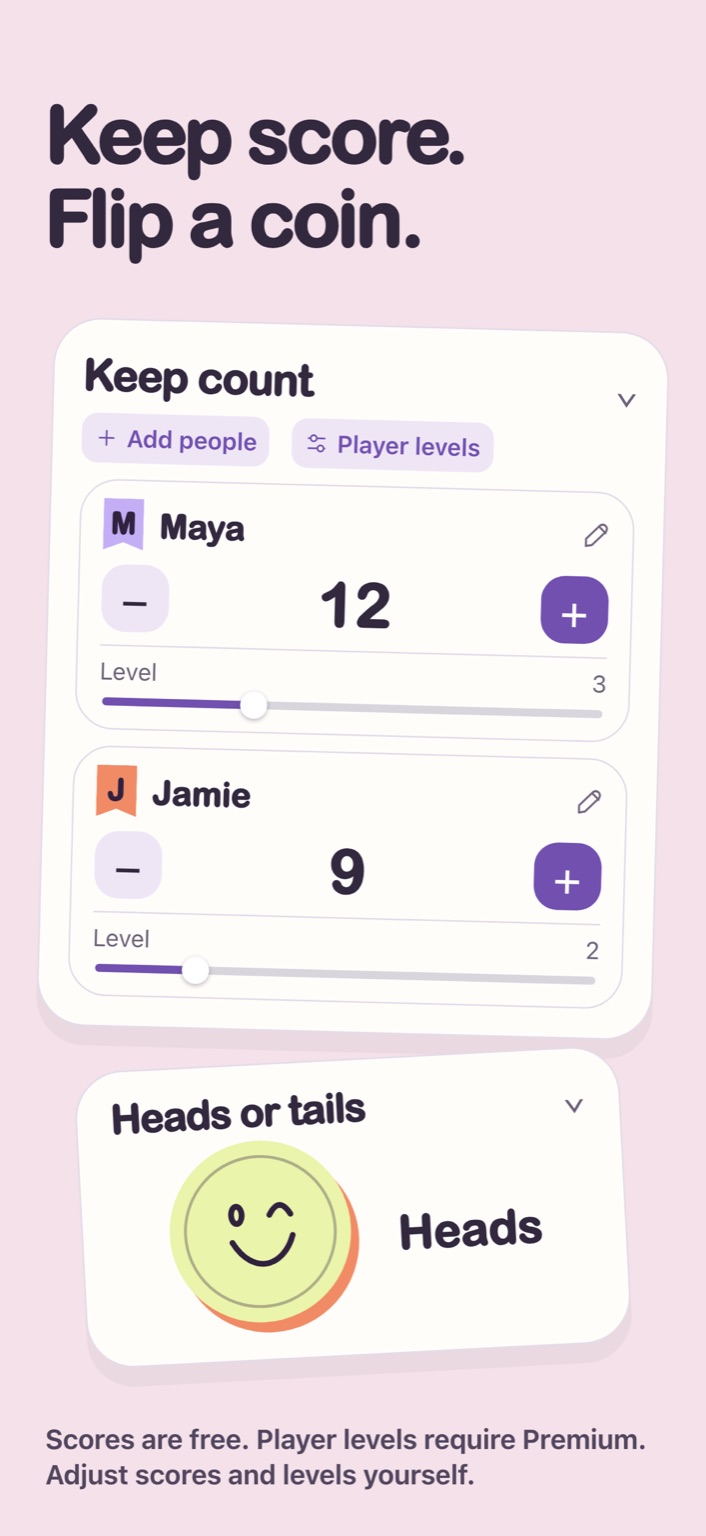 Keep score.
Flip a coin.
Keep count
+ Add people
Player levels
M Maya
− 12 +
Level 3
J Jamie
− 9 +
Level 2
Heads or tails
Heads
Scores are free. Player levels require Premium.
Adjust scores and levels yourself.